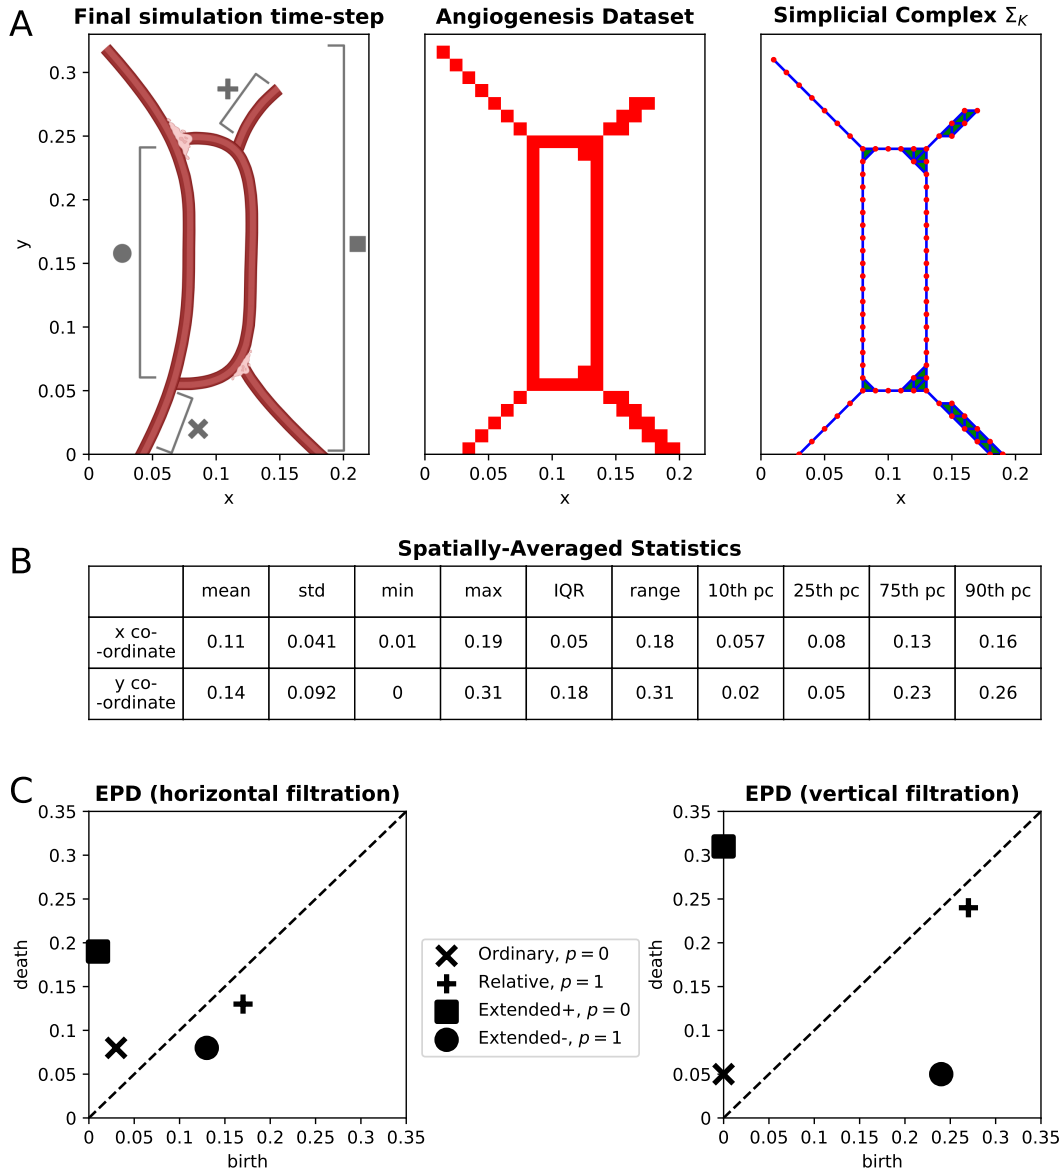 A
Final simulation time-step
Angiogenesis Dataset
Simplicial Complex Σ_K
0.3
0.25
0.2
0.15
0.1
0.05
0
y
0 0.05 0.1 0.15 0.2
0 0.05 0.1 0.15 0.2
0 0.05 0.1 0.15 0.2
x
x
x
B
Spatially-Averaged Statistics
mean std min max IQR range 10th pc 25th pc 75th pc 90th pc
x co-
-ordinate
0.11 0.041 0.01 0.19 0.05 0.18 0.057 0.08 0.13 0.16
y co-
-ordinate
0.14 0.092 0 0.31 0.18 0.31 0.02 0.05 0.23 0.26
C
EPD (horizontal filtration)
0.35
0.3
0.25
0.2
0.15
0.1
0.05
0
death
0 0.05 0.1 0.15 0.2 0.25 0.3 0.35
birth
Ordinary, p = 0
Relative, p = 1
Extended+, p = 0
Extended-, p = 1
EPD (vertical filtration)
0.35
0.3
0.25
0.2
0.15
0.1
0.05
0
death
0 0.05 0.1 0.15 0.2 0.25 0.3 0.35
birth